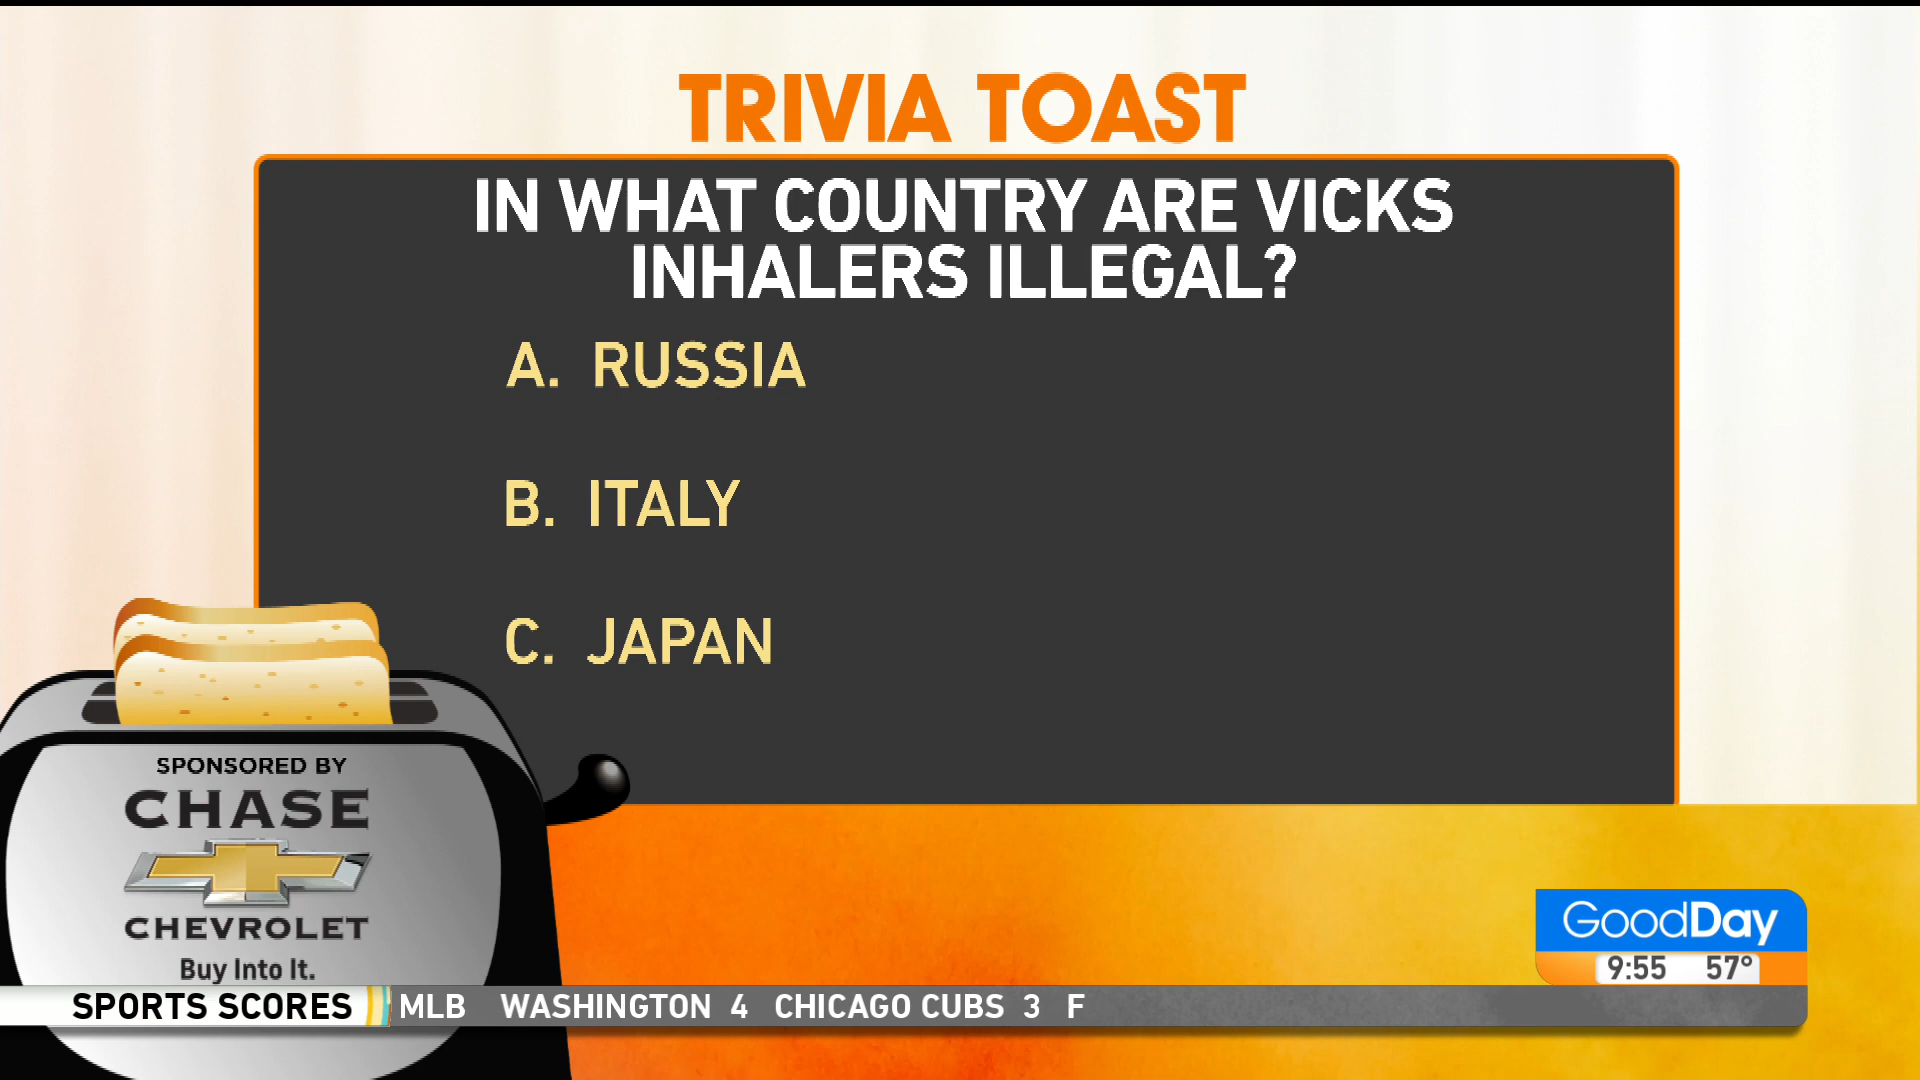 TRIVIA TOAST
IN WHAT COUNTRY ARE VICKS
INHALERS ILLEGAL?
A. RUSSIA
B. ITALY
C. JAPAN
SPONSORED BY
CHASE
CHEVROLET
Buy Into It.
GoodDay
9:55 57°
SPORTS SCORES MLB WASHINGTON 4 CHICAGO CUBS 3 F